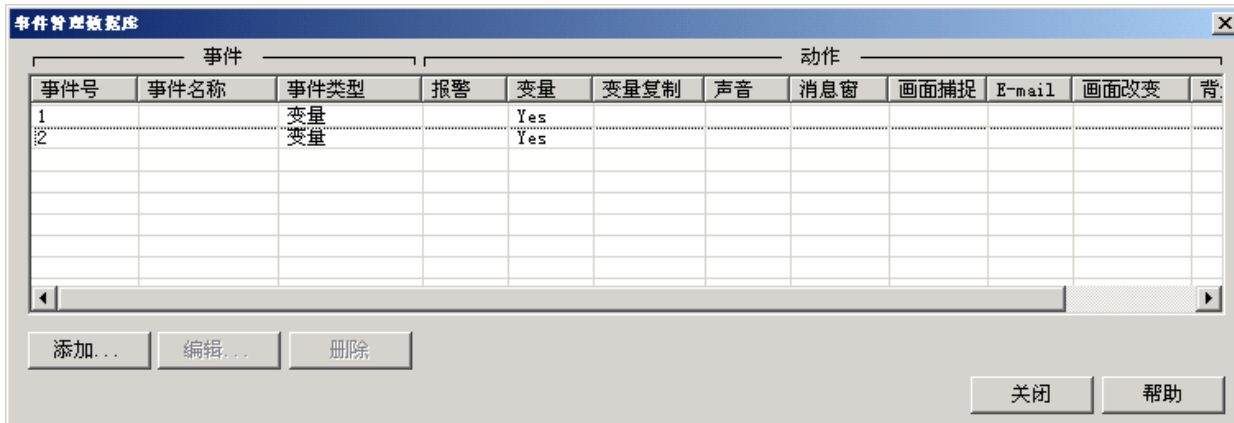 事件管理数据库
事件 动作
事件号 事件名称 事件类型 报警 变量 变量复制 声音 消息窗 画面捕捉 E-mail 画面改变 背
1 变量 Yes
2 变量 Yes
添加... 编辑... 删除
关闭 帮助